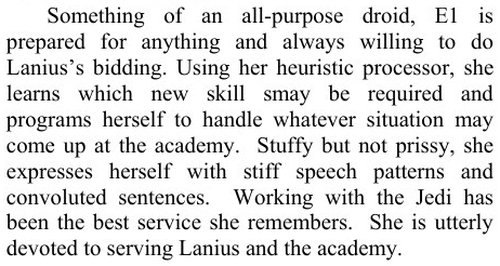 Something of an all-purpose droid, E1 is
prepared for anything and always willing to do
Lanius’s bidding. Using her heuristic processor, she
learns which new skill smay be required and
programs herself to handle whatever situation may
come up at the academy.  Stuffy but not prissy, she
expresses herself with stiff speech patterns and
convoluted sentences.  Working with the Jedi has
been the best service she remembers.  She is utterly
devoted to serving Lanius and the academy.